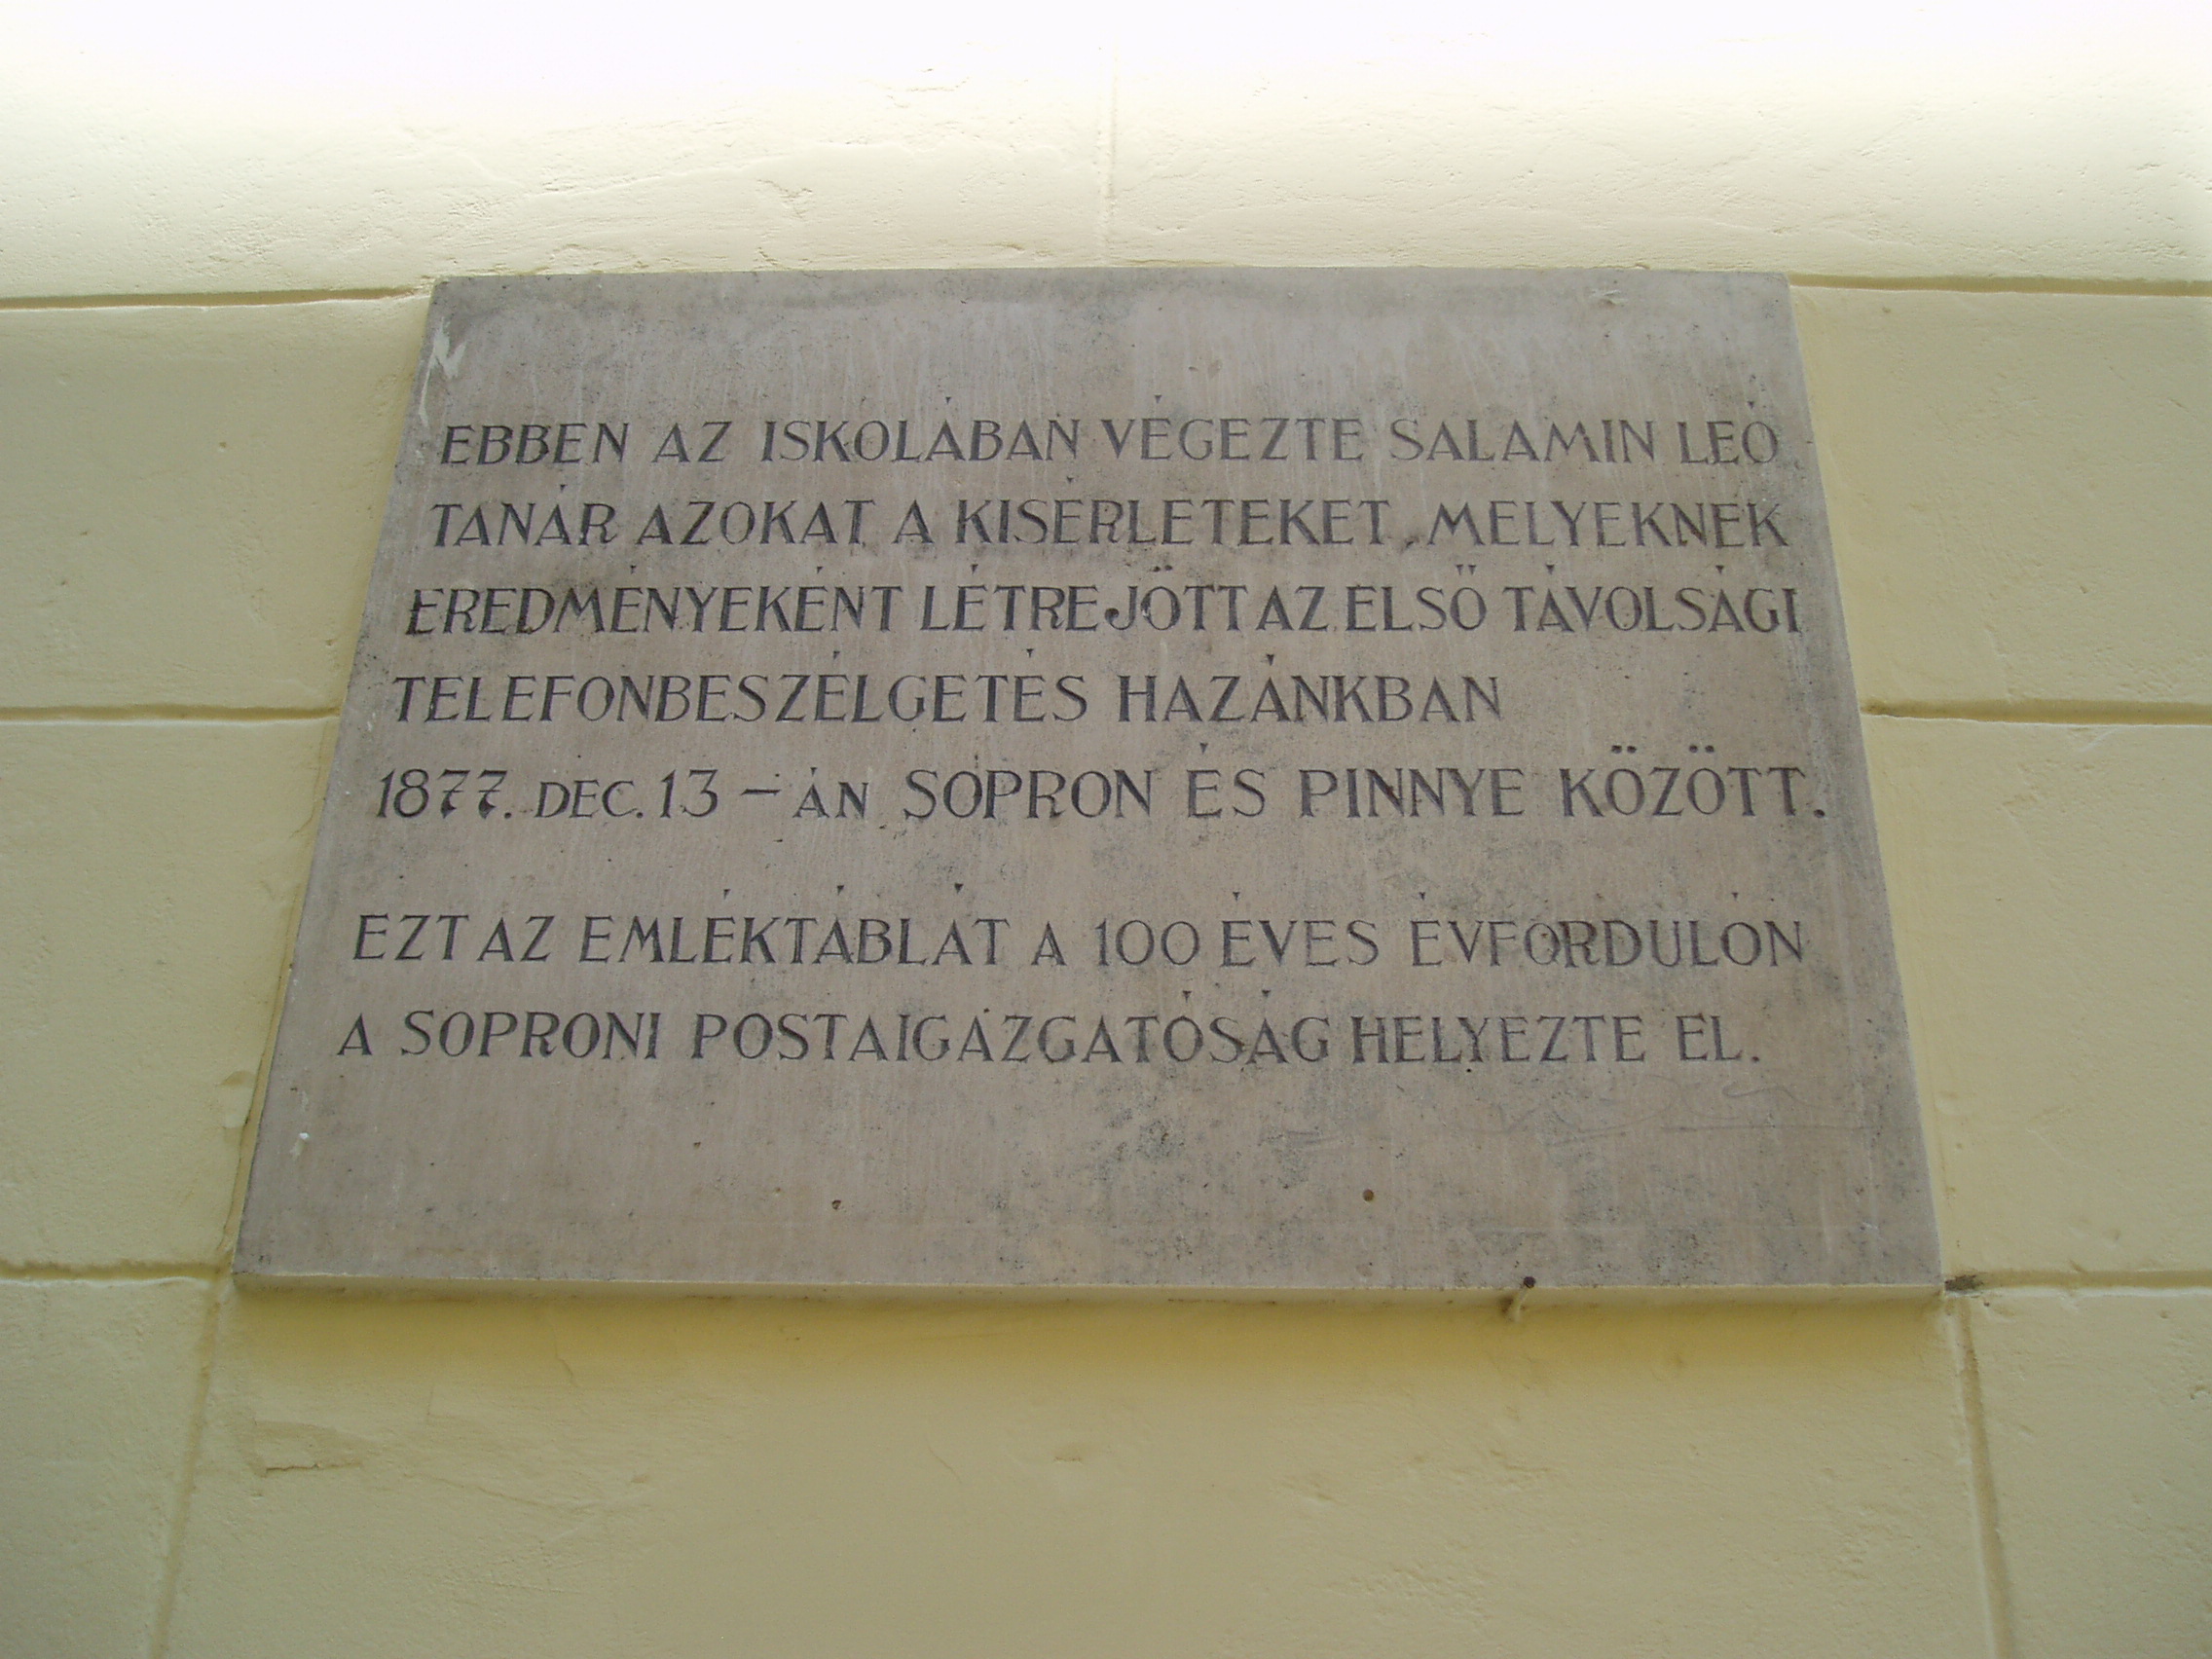 EBBEN AZ ISKOLÁBAN VÉGEZTE SALAMIN LEÓ
TANÁR AZOKAT A KISÉRLETEKET, MELYEKNEK
EREDMÉNYEKÉNT LÉTREJÖTT AZ ELSŐ TÁVOLSÁGI
TELEFONBESZÉLGETÉS HAZÁNKBAN
1877. DEC. 13 - ÁN SOPRON ÉS PINNYE KÖZÖTT.
EZT AZ EMLÉKTÁBLÁT A 100 ÉVES ÉVFORDULÓN
A SOPRONI POSTAIGAZGATÓSÁG HELYEZTE EL.